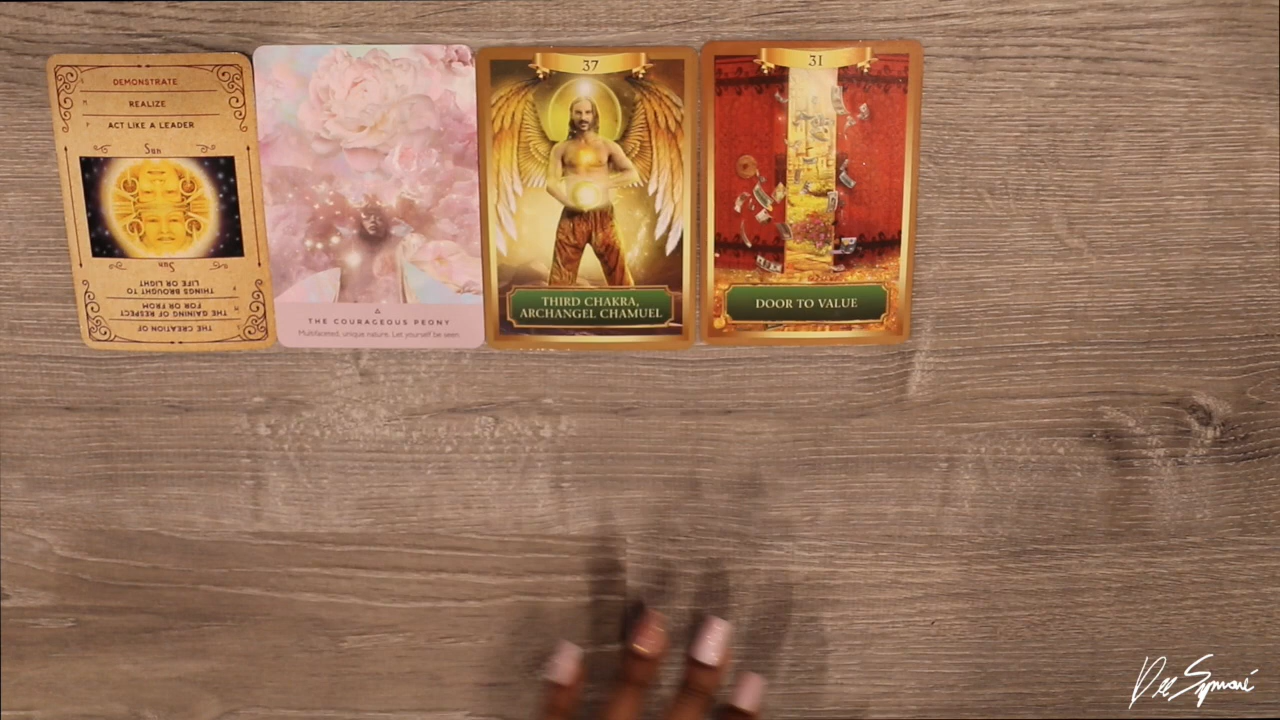 DEMONSTRATE
REALIZE
ACT LIKE A LEADER
Sun
Sun
THE CREATION OF
THE GAINING OF RESPECT
FOR OR FROM
THINGS BROUGHT TO
LIFE OR LIGHT
THE COURAGEOUS PEONY
Multifaceted, unique nature. Let yourself be seen.
37
THIRD CHAKRA,
ARCHANGEL CHAMUEL
31
DOOR TO VALUE